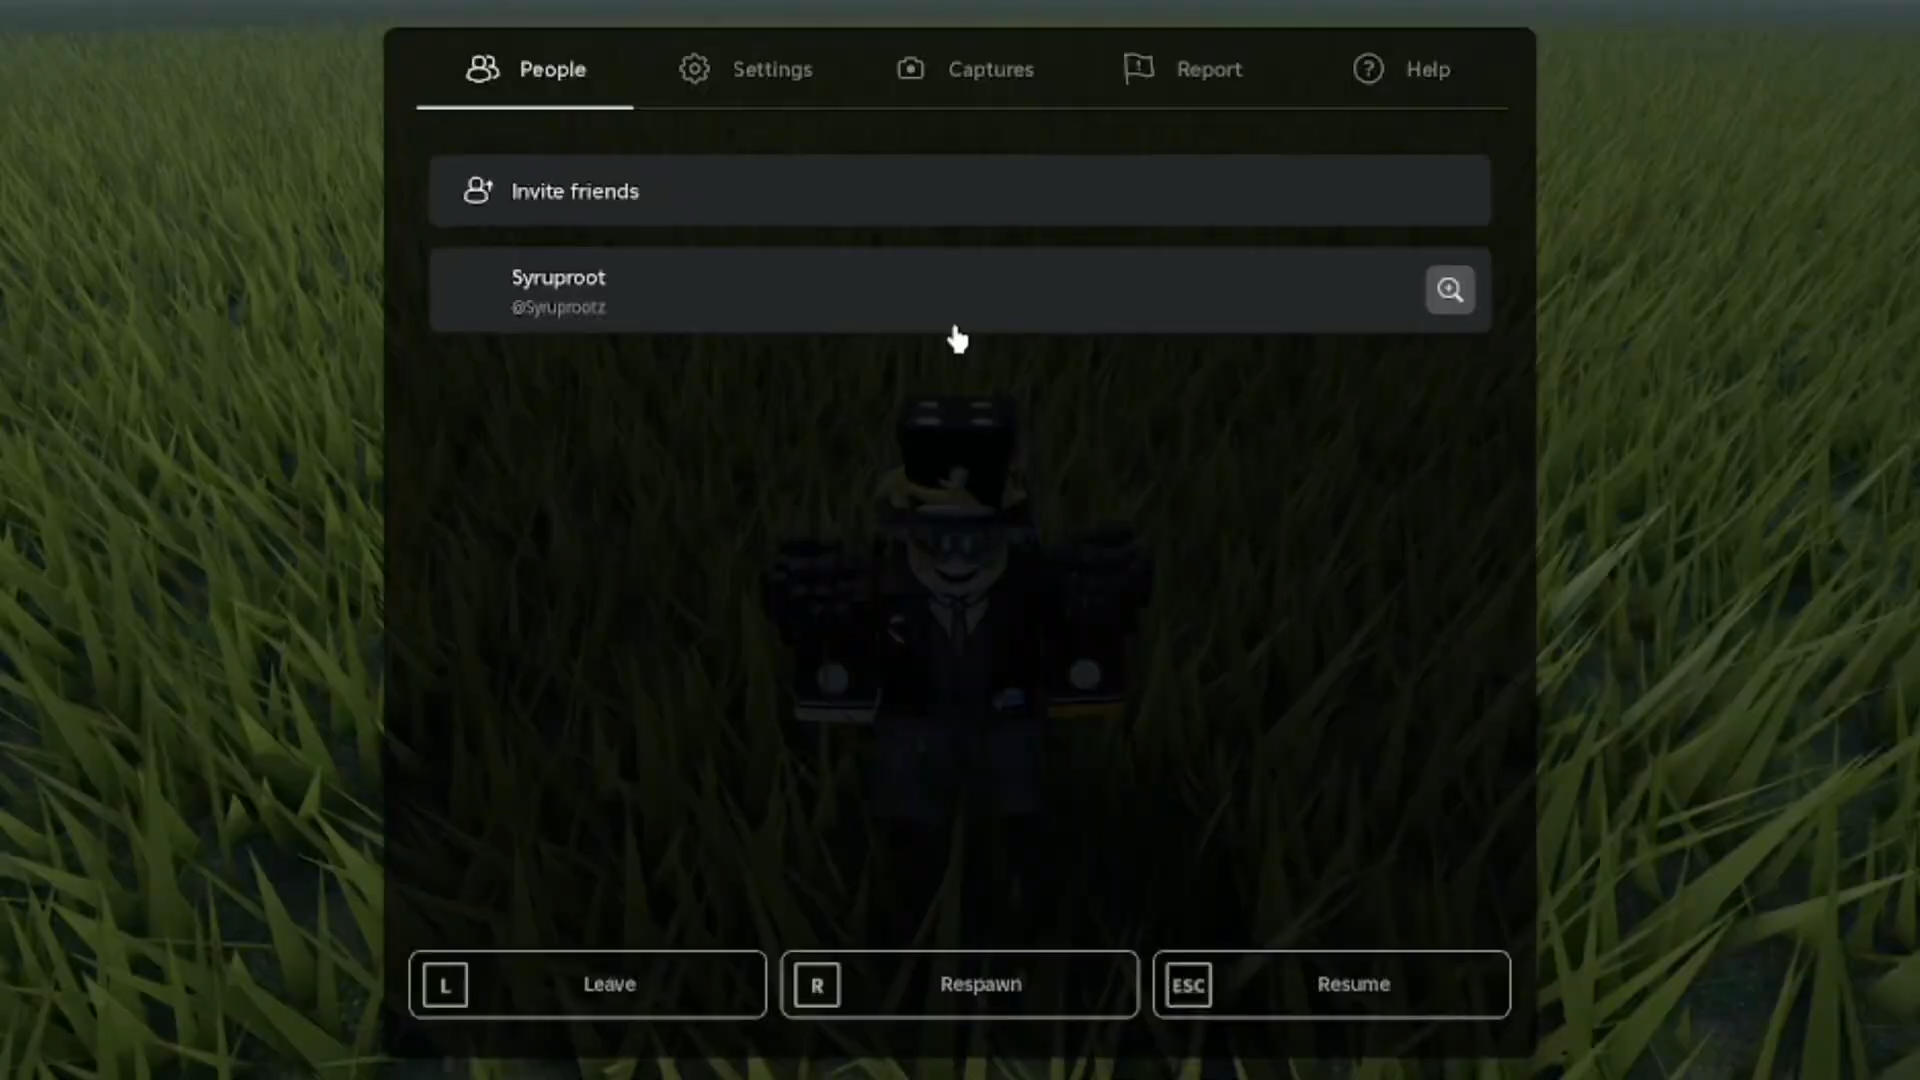 People
Settings
Captures
Report
Help
Invite friends
Syruproot
@Syruprootz
L
Leave
R
Respawn
ESC
Resume